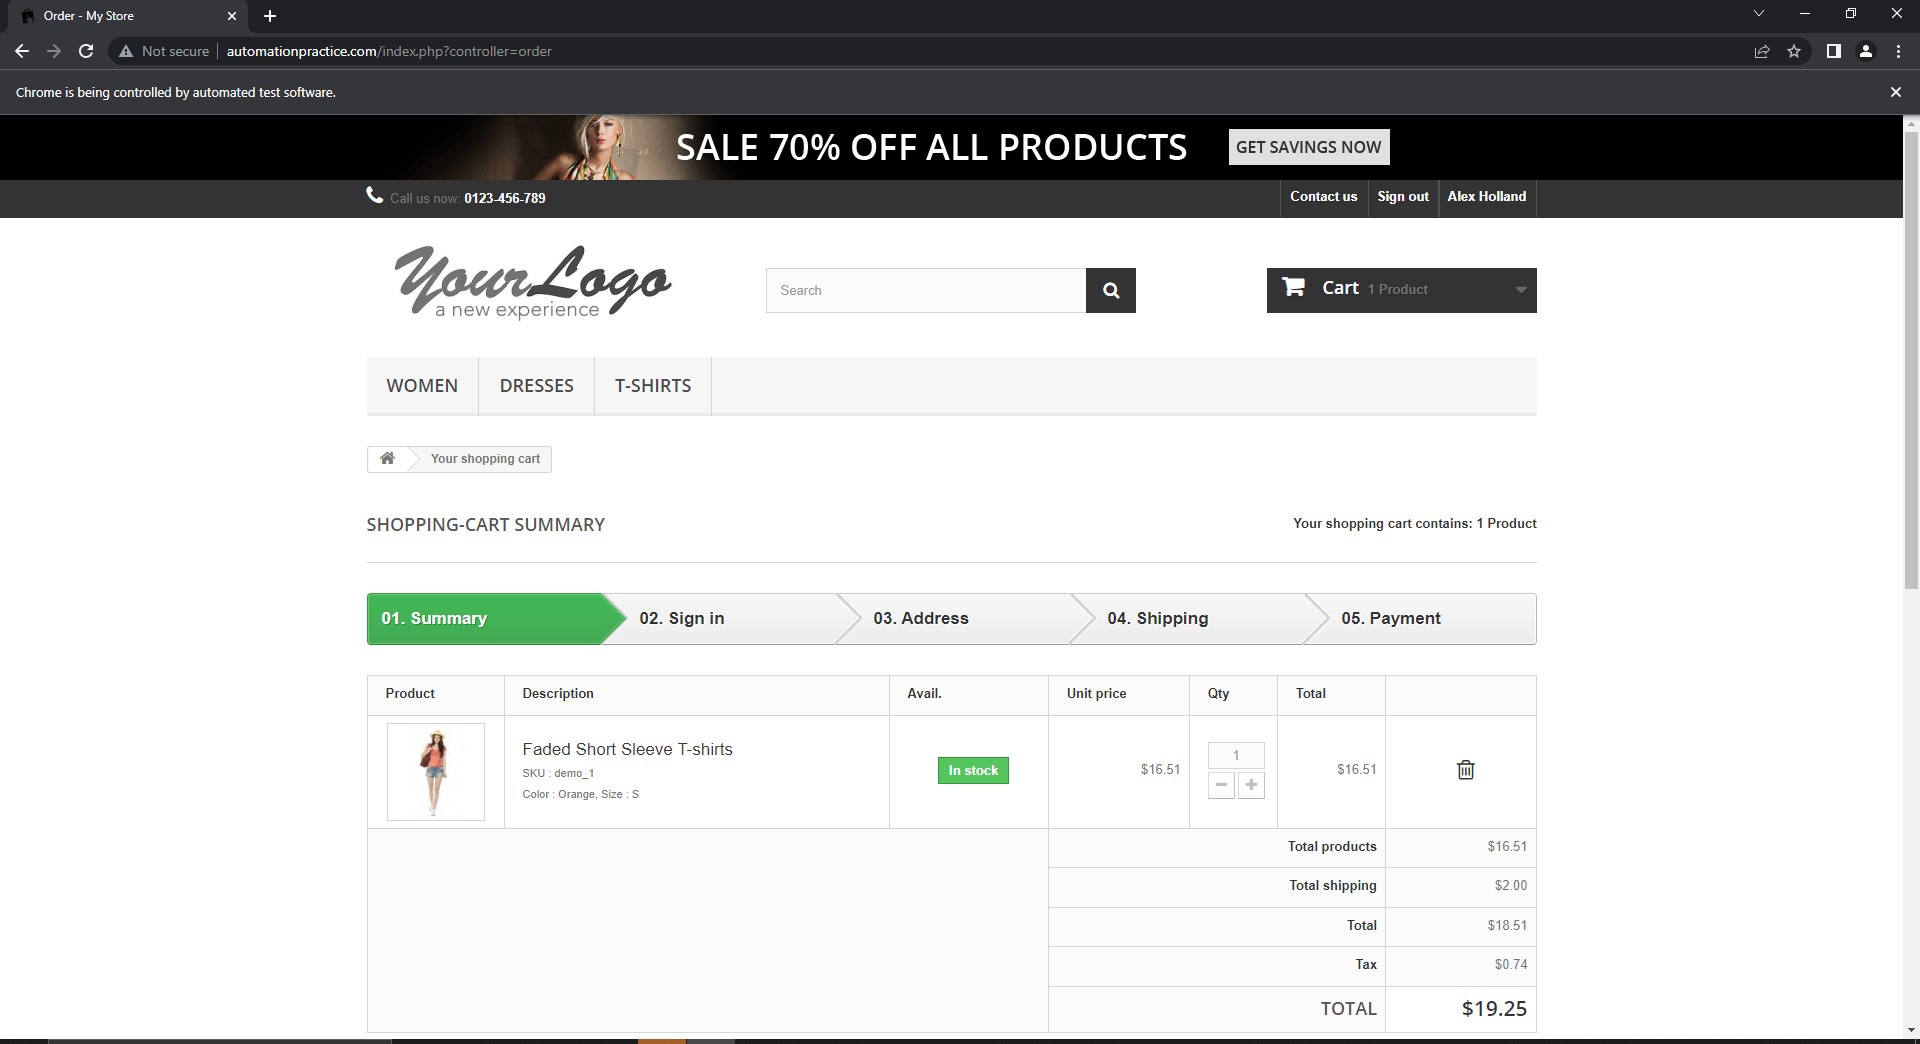 Order - My Store
Not secure
automationpractice.com/index.php?controller=order
Chrome is being controlled by automated test software.
SALE 70% OFF ALL PRODUCTS
GET SAVINGS NOW
Call us now: 0123-456-789
Contact us
Sign out
Alex Holland
Your Logo
a new experience
Search
Cart 1 Product
WOMEN
DRESSES
T-SHIRTS
Your shopping cart
SHOPPING-CART SUMMARY
Your shopping cart contains: 1 Product
01. Summary
02. Sign in
03. Address
04. Shipping
05. Payment
Product
Description
Avail.
Unit price
Qty
Total
Faded Short Sleeve T-shirts
SKU : demo_1
Color : Orange, Size : S
In stock
$16.51
1
$16.51
Total products
$16.51
Total shipping
$2.00
Total
$18.51
Tax
$0.74
TOTAL
$19.25